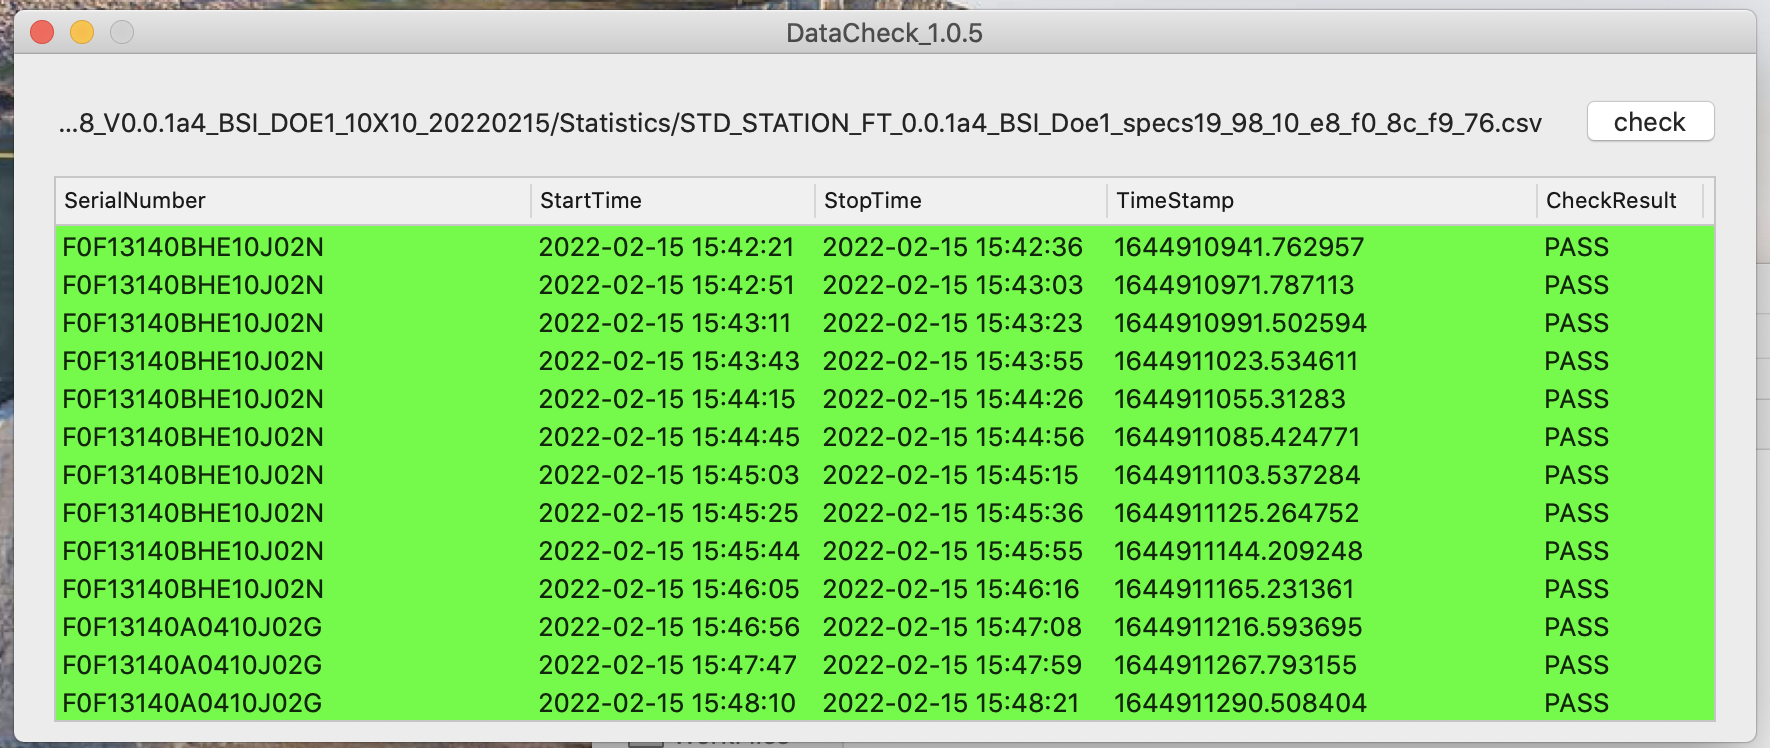 DataCheck_1.0.5
...8_V0.0.1a4_BSI_DOE1_10X10_20220215/Statistics/STD_STATION_FT_0.0.1a4_BSI_Doe1_specs19_98_10_e8_f0_8c_f9_76.csv check
SerialNumber StartTime StopTime TimeStamp CheckResult
F0F13140BHE10J02N 2022-02-15 15:42:21 2022-02-15 15:42:36 1644910941.762957 PASS
F0F13140BHE10J02N 2022-02-15 15:42:51 2022-02-15 15:43:03 1644910971.787113 PASS
F0F13140BHE10J02N 2022-02-15 15:43:11 2022-02-15 15:43:23 1644910991.502594 PASS
F0F13140BHE10J02N 2022-02-15 15:43:43 2022-02-15 15:43:55 1644911023.534611 PASS
F0F13140BHE10J02N 2022-02-15 15:44:15 2022-02-15 15:44:26 1644911055.31283 PASS
F0F13140BHE10J02N 2022-02-15 15:44:45 2022-02-15 15:44:56 1644911085.424771 PASS
F0F13140BHE10J02N 2022-02-15 15:45:03 2022-02-15 15:45:15 1644911103.537284 PASS
F0F13140BHE10J02N 2022-02-15 15:45:25 2022-02-15 15:45:36 1644911125.264752 PASS
F0F13140BHE10J02N 2022-02-15 15:45:44 2022-02-15 15:45:55 1644911144.209248 PASS
F0F13140BHE10J02N 2022-02-15 15:46:05 2022-02-15 15:46:16 1644911165.231361 PASS
F0F13140A0410J02G 2022-02-15 15:46:56 2022-02-15 15:47:08 1644911216.593695 PASS
F0F13140A0410J02G 2022-02-15 15:47:47 2022-02-15 15:47:59 1644911267.793155 PASS
F0F13140A0410J02G 2022-02-15 15:48:10 2022-02-15 15:48:21 1644911290.508404 PASS